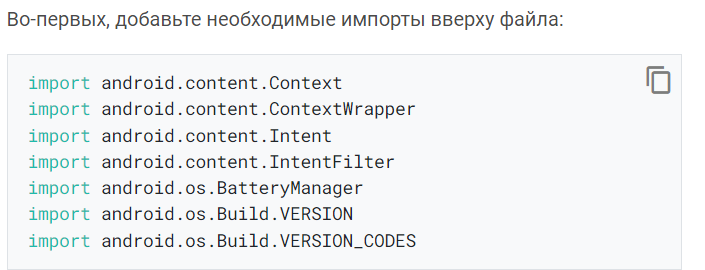 Во-первых, добавьте необходимые импорты вверху файла:
import android.content.Context
import android.content.ContextWrapper
import android.content.Intent
import android.content.IntentFilter
import android.os.BatteryManager
import android.os.Build.VERSION
import android.os.Build.VERSION_CODES